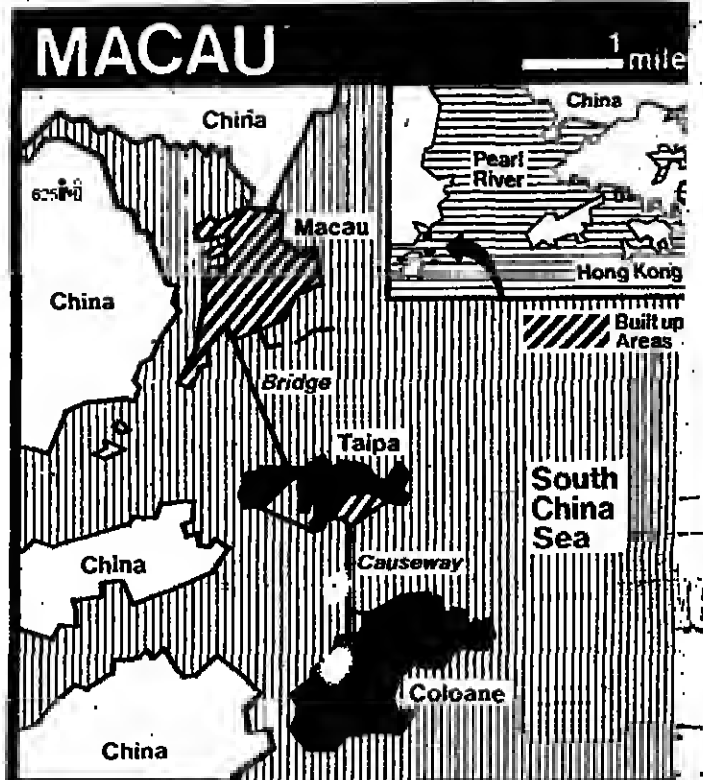 MACAU
1
mile
China
China
Pearl
River
Hong Kong
Macau
China
Built up
Areas
Bridge
Taipa
South
China
Sea
China
Causeway
Coloane
China